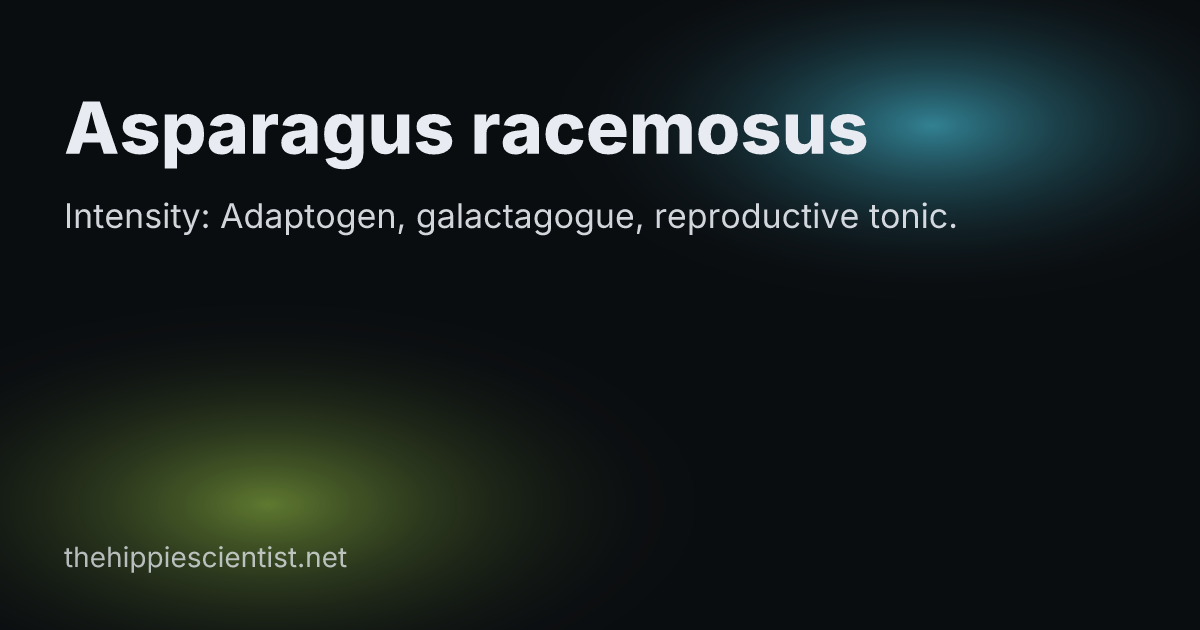 Asparagus racemosus
Intensity: Adaptogen, galactagogue, reproductive tonic.
thehippiescientist.net